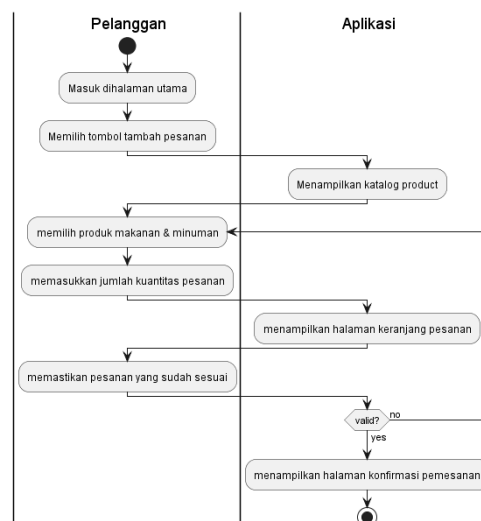 Pelanggan
Aplikasi
Masuk dihalaman utama
Memilih tombol tambah pesanan
Menampilkan katalog product
memilih produk makanan & minuman
memasukkan jumlah kuantitas pesanan
menampilkan halaman keranjang pesanan
memastikan pesanan yang sudah sesuai
valid?
no
yes
menampilkan halaman konfirmasi pemesanan